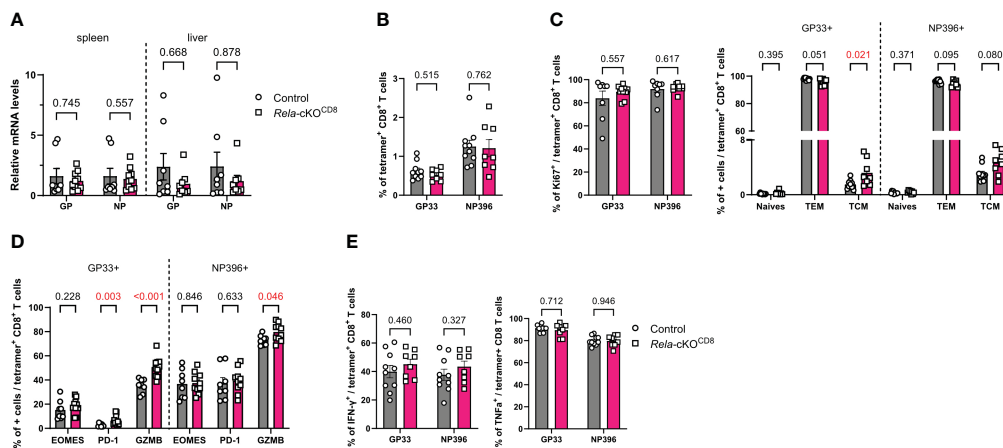 A
spleen
liver
0.668
0.878
0.745
0.557
Relative mRNA levels
10
5
0
GP
NP
GP
NP
Control
Rela-cKO^CD8
B
0.515
0.762
% of tetramer⁺ CD8⁺ T cells
3
2
1
0
GP33
NP396
C
0.557
0.617
% of Ki67⁺ / tetramer⁺ CD8⁺ T cells
100
80
60
40
20
0
GP33
NP396
GP33+
NP396+
0.395
0.051
0.021
0.371
0.095
0.080
% of + cells / tetramer⁺ CD8⁺ T cells
100
80
60
8
0
Naives
TEM
TCM
Naives
TEM
TCM
D
GP33+
NP396+
0.228
0.003
<0.001
0.846
0.633
0.046
% of + cells / tetramer⁺ CD8⁺ T cells
100
80
60
40
20
0
EOMES
PD-1
GZMB
EOMES
PD-1
GZMB
E
0.460
0.327
% of IFN-γ⁺ / tetramer⁺ CD8⁺ T cells
100
80
60
40
20
0
GP33
NP396
0.712
0.946
% of TNFa⁺ / tetramer+ CD8 T cells
100
80
60
40
20
0
GP33
NP396
Control
Rela-cKO^CD8